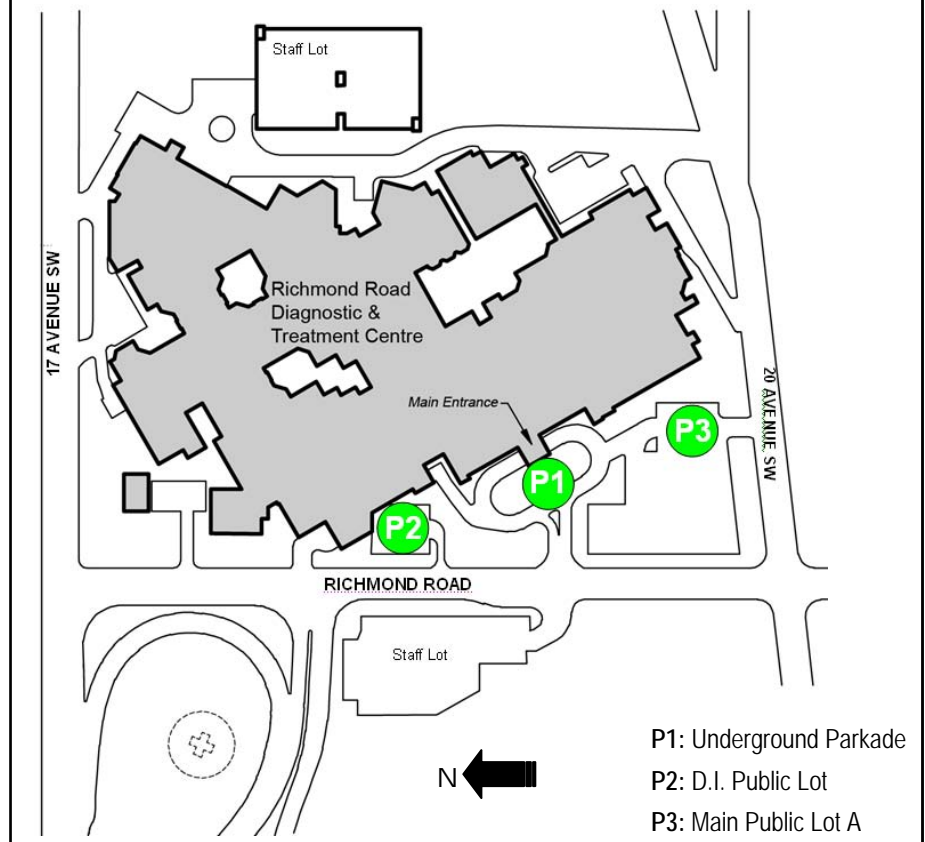 Staff Lot
17 AVENUE SW
Richmond Road
Diagnostic &
Treatment Centre
Main Entrance
20 AVENUE SW
P3
P1
P2
RICHMOND ROAD
Staff Lot
N
P1: Underground Parkade
P2: D.I. Public Lot
P3: Main Public Lot A